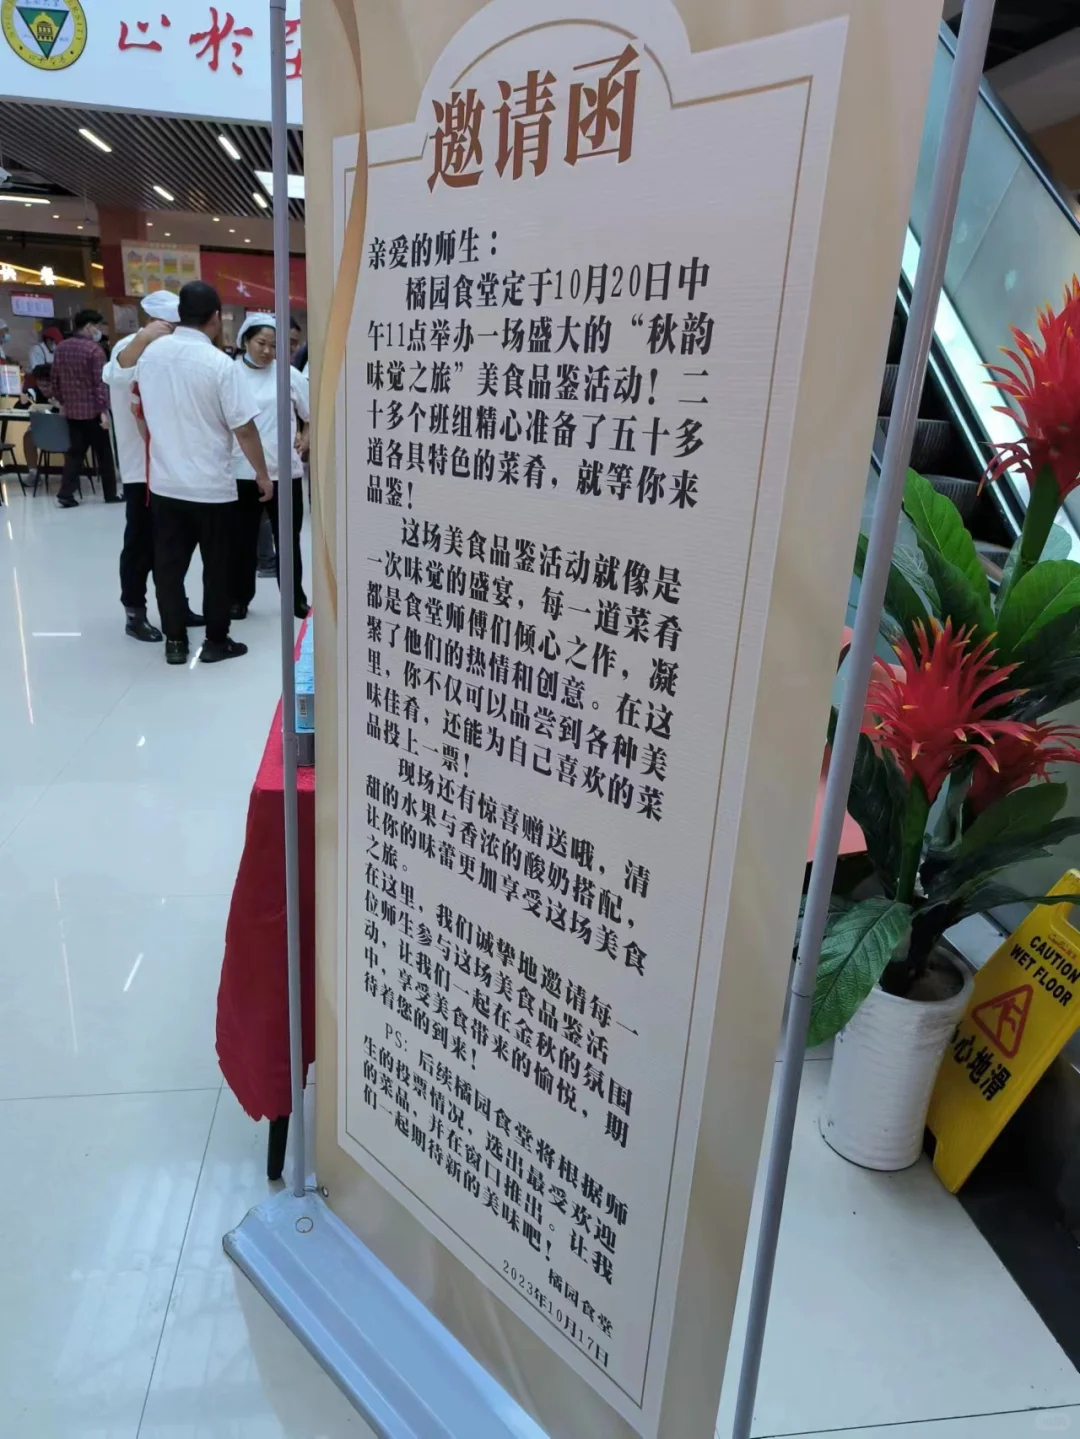 邀请函
亲爱的师生：
橘园食堂定于10月20日中
午11点举办一场盛大的“秋韵
味觉之旅”美食品鉴活动！二
十多个班组精心准备了五十多
道各具特色的菜肴，就等你来
品鉴！
这场美食品鉴活动就像是
一次味觉的盛宴，每一道菜肴
都是食堂师傅们倾心之作，凝
聚了他们的热情和创意。在这
里，你不仅可以品尝到各种美
味佳肴，还能为自己喜欢的菜
品投上一票！
现场还有惊喜赠送哦，清
甜的水果与香浓的酸奶搭配，
让你的味蕾更加享受这场美食
之旅。
在这里，我们诚挚地邀请每一
位师生参与这场美食品鉴活
动，让我们一起在金秋的氛围
中，享受美食带来的愉悦，期
待着您的到来！
PS：后续橘园食堂将根据师
生的投票情况，选出最受欢迎
的菜品，并在窗口推出。让我
们一起期待新的美味吧！
橘园食堂
2023年10月17日
CAUTION
WET FLOOR
心地滑